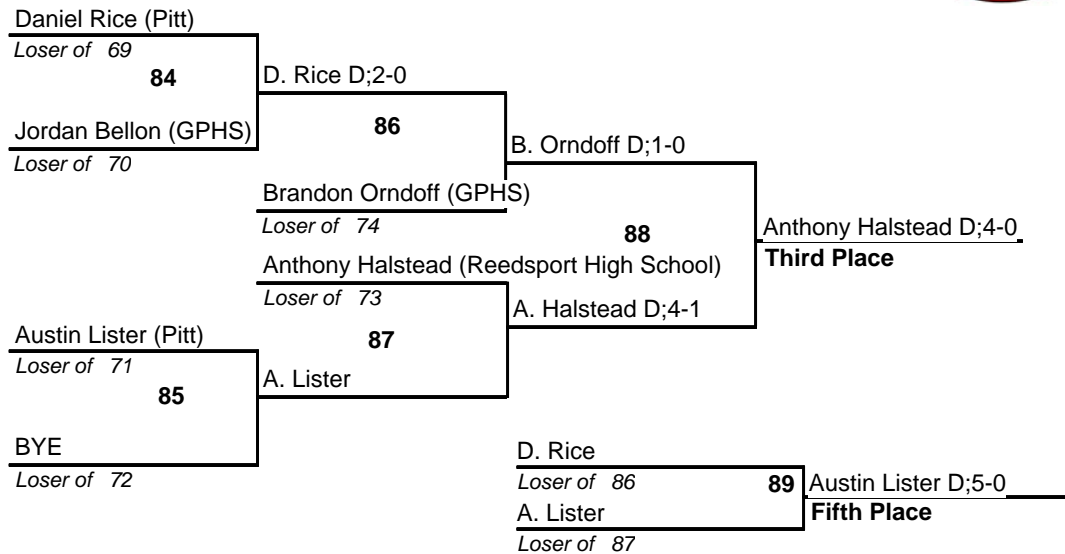 Daniel Rice (Pitt)
Loser of 69
84
D. Rice D;2-0
Jordan Bellon (GPHS)
Loser of 70
86
B. Orndoff D;1-0
Brandon Orndoff (GPHS)
Loser of 74
88
Anthony Halstead D;4-0
Third Place
Anthony Halstead (Reedsport High School)
Loser of 73
A. Halstead D;4-1
Austin Lister (Pitt)
Loser of 71
87
85
A. Lister
BYE
Loser of 72
D. Rice
Loser of 86
89
Austin Lister D;5-0
Fifth Place
A. Lister
Loser of 87